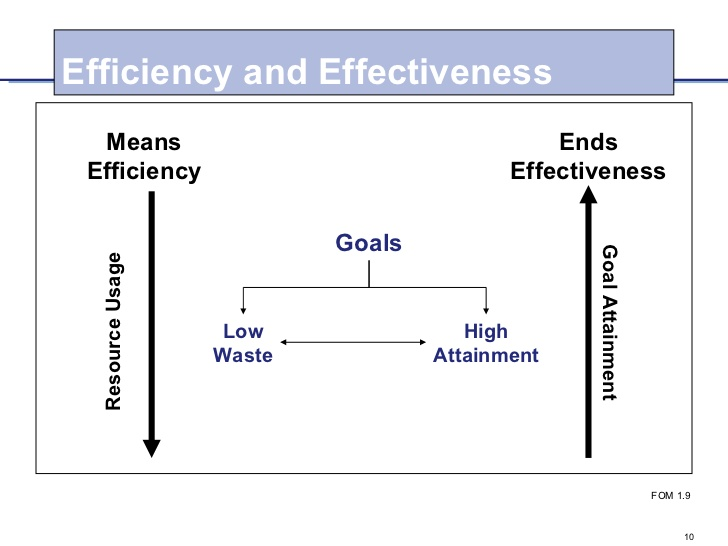 Efficiency and Effectiveness
Means
Efficiency
Ends
Effectiveness
Resource Usage
Goals
Low
Waste
High
Attainment
Goal Attainment
FOM 1.9
10